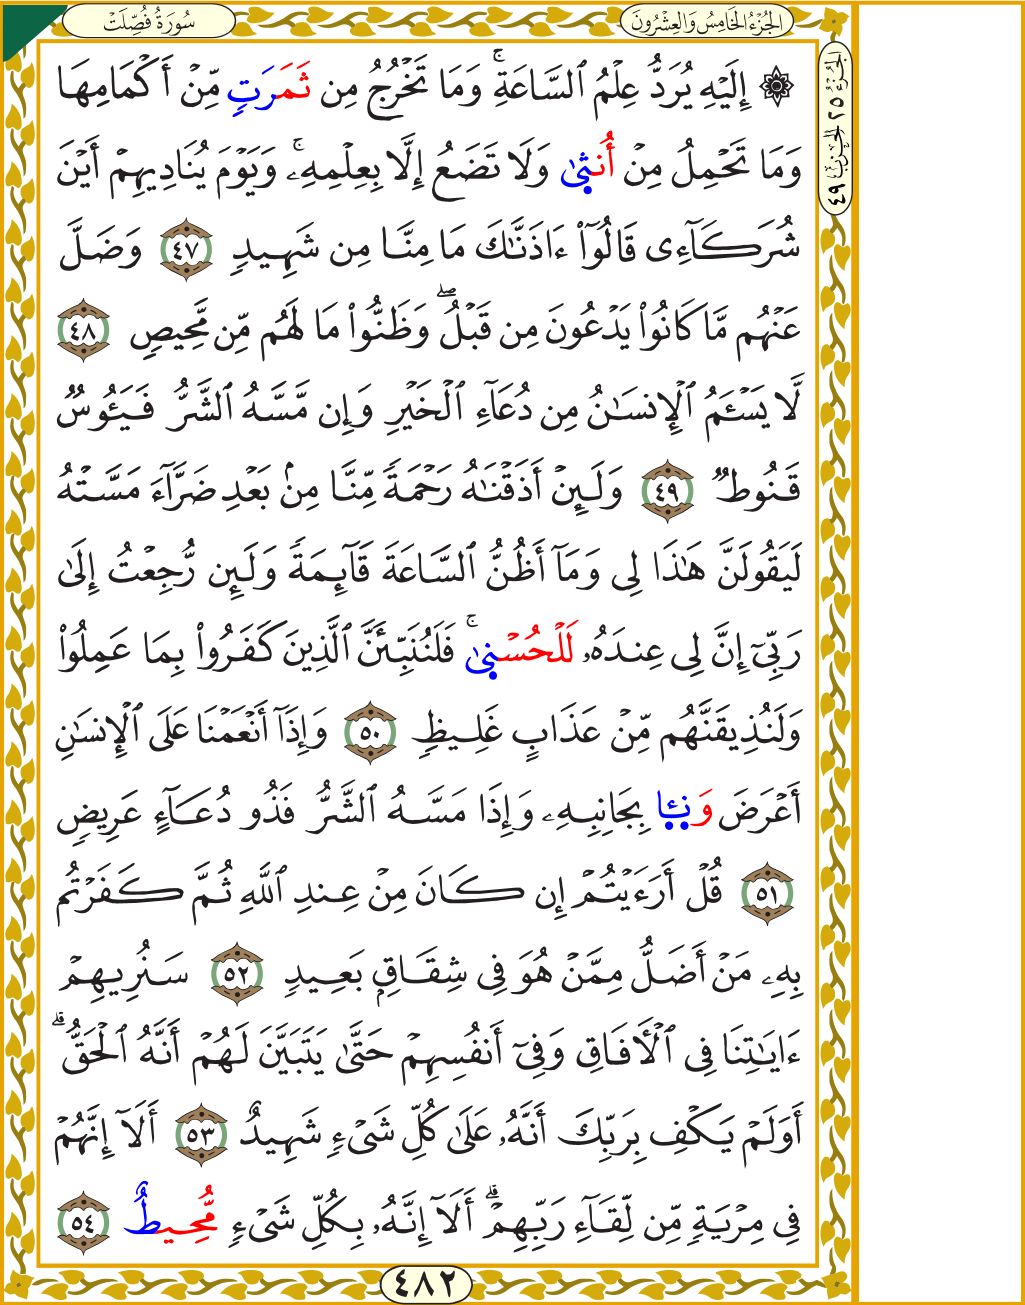 سُورَةُ فُصِّلَتْ
الجُزْءُ الخَامِسُ وَالعِشْرُونَ
الجُزْءُ ٢٥ الحِزْبُ ٤٩
۞ إِلَيْهِ يُرَدُّ عِلْمُ ٱلسَّاعَةِۚ وَمَا تَخْرُجُ مِن ثَمَرَتٍ مِّنْ أَكْمَامِهَا
وَمَا تَحْمِلُ مِنْ أُنثَىٰ وَلَا تَضَعُ إِلَّا بِعِلْمِهِۦۚ وَيَوْمَ يُنَادِيهِمْ أَيْنَ
شُرَكَآءِى قَالُوٓا۟ ءَاذَنَّـٰكَ مَا مِنَّا مِن شَهِيدٍ ٤٧ وَضَلَّ
عَنْهُم مَّا كَانُوا۟ يَدْعُونَ مِن قَبْلُۖ وَظَنُّوا۟ مَا لَهُم مِّن مَّحِيصٍ ٤٨
لَّا يَسْـَٔمُ ٱلْإِنسَـٰنُ مِن دُعَآءِ ٱلْخَيْرِ وَإِن مَّسَّهُ ٱلشَّرُّ فَيَـُٔوسٌ
قَنُوطٌ ٤٩ وَلَئِنْ أَذَقْنَـٰهُ رَحْمَةً مِّنَّا مِنۢ بَعْدِ ضَرَّآءَ مَسَّتْهُ
لَيَقُولَنَّ هَـٰذَا لِى وَمَآ أَظُنُّ ٱلسَّاعَةَ قَآئِمَةً وَلَئِن رُّجِعْتُ إِلَىٰ
رَبِّىٓ إِنَّ لِى عِندَهُۥ لَلْحُسْنَىٰۚ فَلَنُنَبِّئَنَّ ٱلَّذِينَ كَفَرُوا۟ بِمَا عَمِلُوا۟
وَلَنُذِيقَنَّهُم مِّنْ عَذَابٍ غَلِيظٍ ٥٠ وَإِذَآ أَنْعَمْنَا عَلَى ٱلْإِنسَـٰنِ
أَعْرَضَ وَنَـَٔا بِجَانِبِهِۦ وَإِذَا مَسَّهُ ٱلشَّرُّ فَذُو دُعَآءٍ عَرِيضٍ
٥١ قُلْ أَرَءَيْتُمْ إِن كَانَ مِنْ عِندِ ٱللَّهِ ثُمَّ كَفَرْتُم
بِهِۦ مَنْ أَضَلُّ مِمَّنْ هُوَ فِى شِقَاقٍۭ بَعِيدٍ ٥٢ سَنُرِيهِمْ
ءَايَـٰتِنَا فِى ٱلْـَٔافَاقِ وَفِىٓ أَنفُسِهِمْ حَتَّىٰ يَتَبَيَّنَ لَهُمْ أَنَّهُ ٱلْحَقُّۗ
أَوَلَمْ يَكْفِ بِرَبِّكَ أَنَّهُۥ عَلَىٰ كُلِّ شَىْءٍ شَهِيدٌ ٥٣ أَلَآ إِنَّهُمْ
فِى مِرْيَةٍ مِّن لِّقَآءِ رَبِّهِمْۗ أَلَآ إِنَّهُۥ بِكُلِّ شَىْءٍ مُّحِيطٌۢ ٥٤
٤٨٢